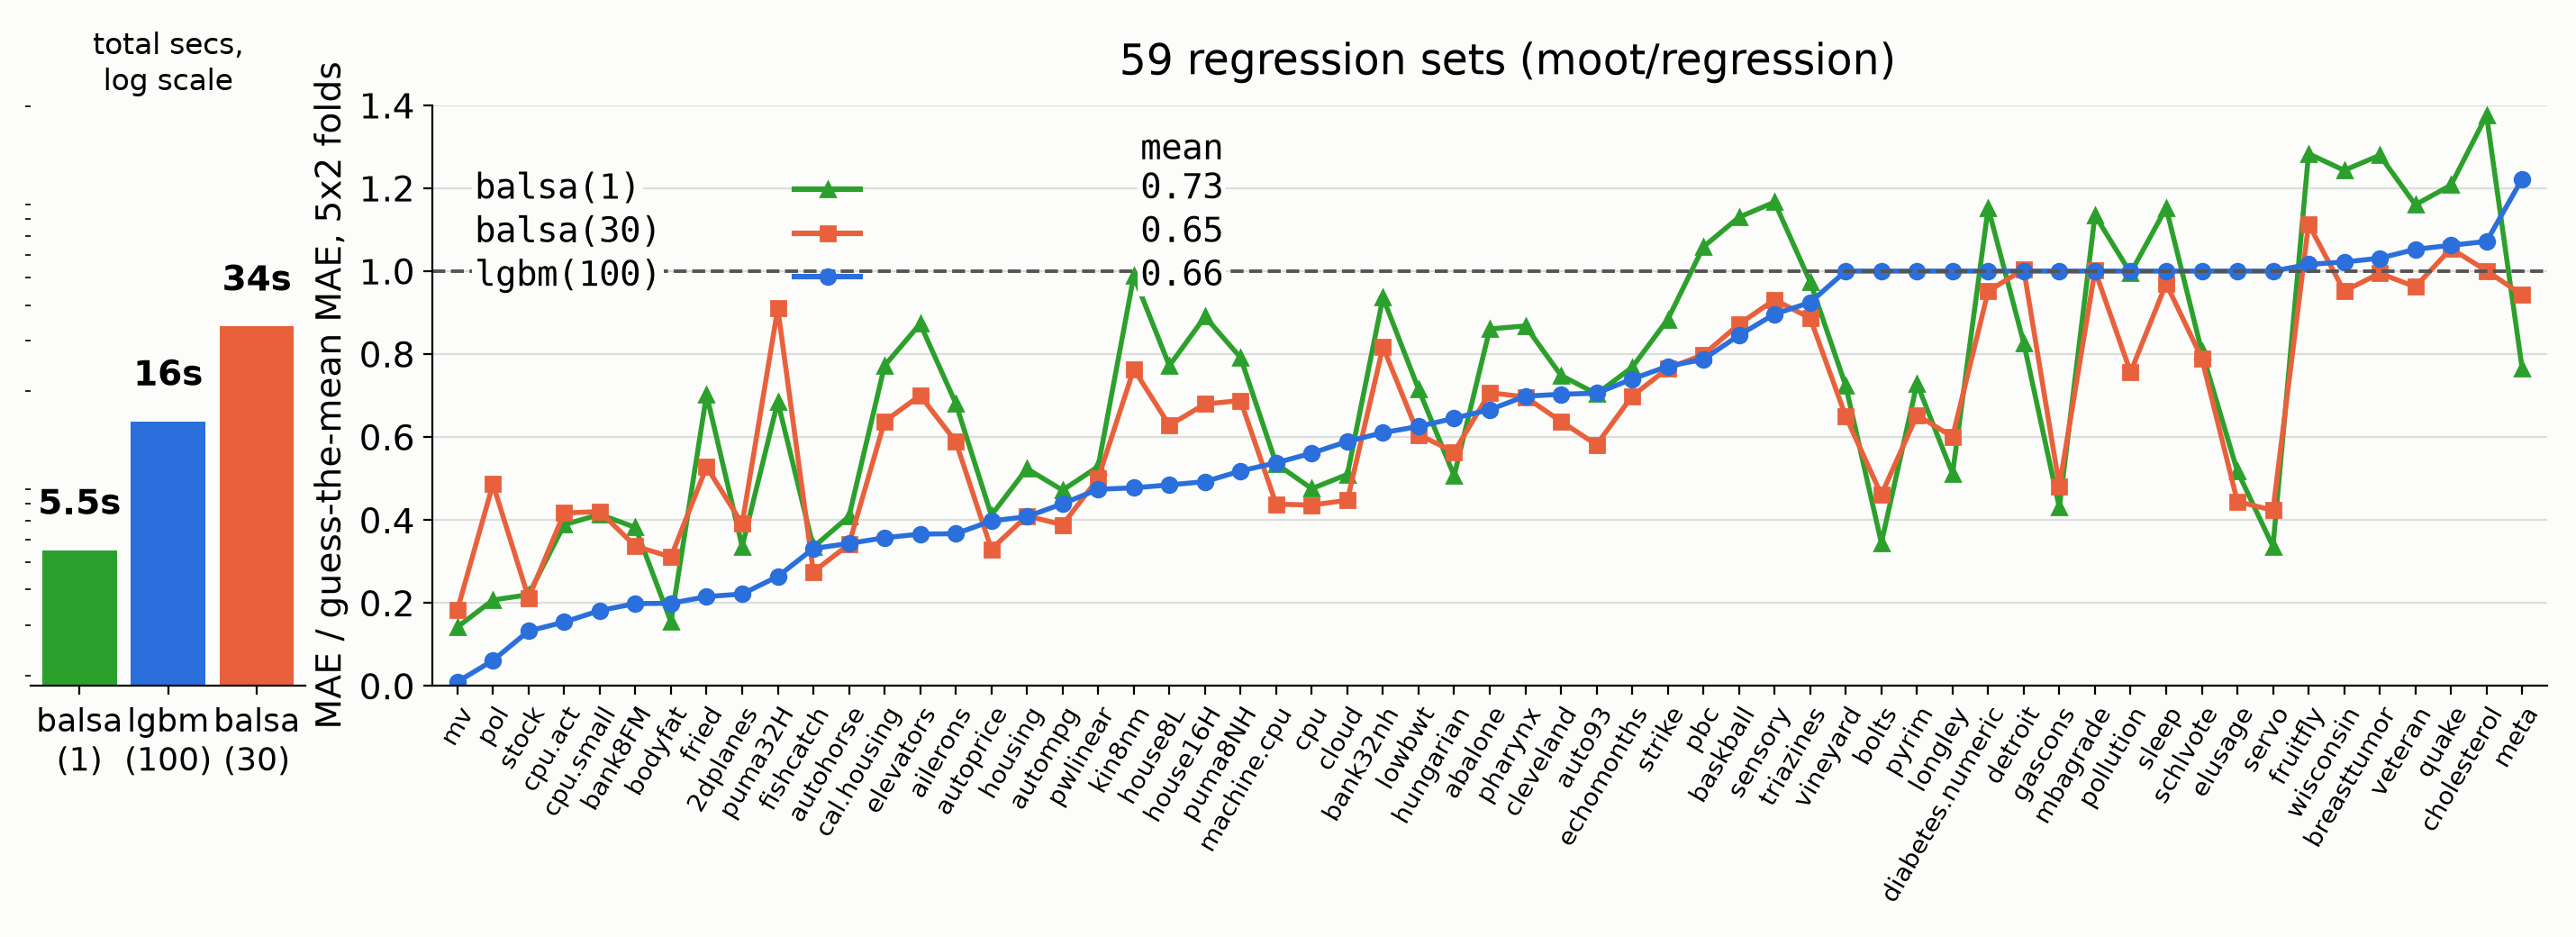 total secs,
log scale
34s
16s
5.5s
balsa
(1)
lgbm
(100)
balsa
(30)
59 regression sets (moot/regression)
MAE / guess-the-mean MAE, 5x2 folds
1.4
1.2
1.0
0.8
0.6
0.4
0.2
0.0
mean
balsa(1) 0.73
balsa(30) 0.65
lgbm(100) 0.66
mv
pol
stock
cpu.act
cpu.small
bank8FM
bodyfat
fried
2dplanes
puma32H
fishcatch
autohorse
cal.housing
elevators
ailerons
autoprice
housing
autompg
pwlinear
kin8nm
house8L
house16H
puma8NH
machine.cpu
cpu
cloud
bank32nh
lowbwt
hungarian
abalone
pharynx
cleveland
auto93
echomonths
strike
pbc
baskball
sensory
triazines
vineyard
bolts
pyrim
longley
diabetes.numeric
detroit
gascons
mbagrade
pollution
sleep
schlvote
elusage
servo
fruitfly
wisconsin
breasttumor
veteran
quake
cholesterol
meta